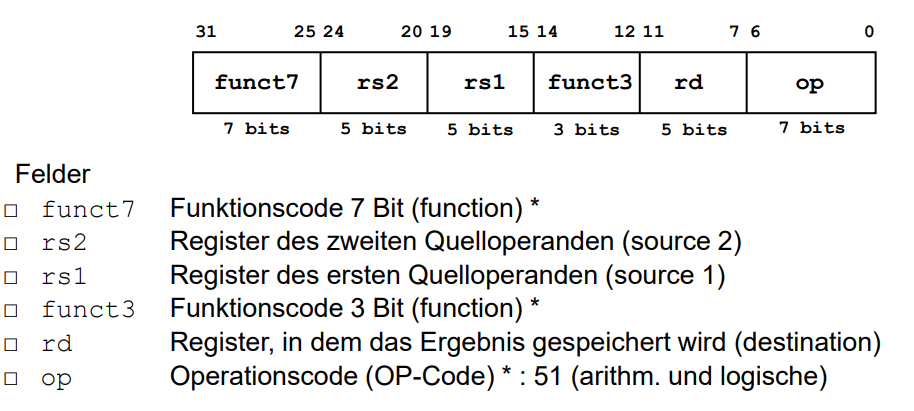 31 25 24 20 19 15 14 12 11 7 6 0
funct7 rs2 rs1 funct3 rd op
7 bits 5 bits 5 bits 3 bits 5 bits 7 bits
Felder
□ funct7 Funktionscode 7 Bit (function) *
□ rs2 Register des zweiten Quelloperanden (source 2)
□ rs1 Register des ersten Quelloperanden (source 1)
□ funct3 Funktionscode 3 Bit (function) *
□ rd Register, in dem das Ergebnis gespeichert wird (destination)
□ op Operationscode (OP-Code) * : 51 (arithm. und logische)